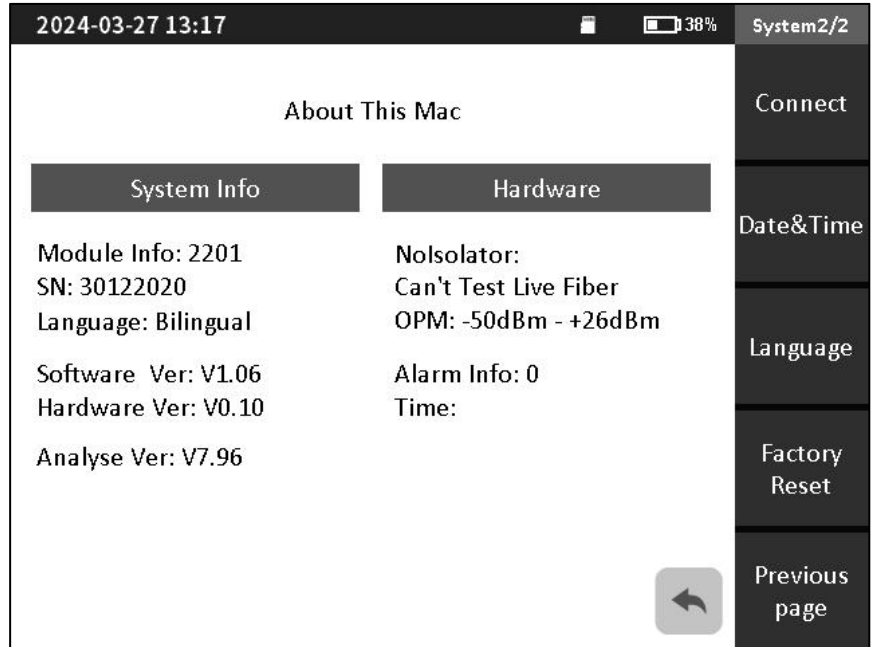 2024-03-27 13:17
38%
System2/2
About This Mac
System Info
Module Info: 2201
SN: 30122020
Language: Bilingual
Software Ver: V1.06
Hardware Ver: V0.10
Analyse Ver: V7.96
Hardware
Nolsolator:
Can't Test Live Fiber
OPM: -50dBm - +26dBm
Alarm Info: 0
Time:
Connect
Date&Time
Language
Factory
Reset
Previous
page